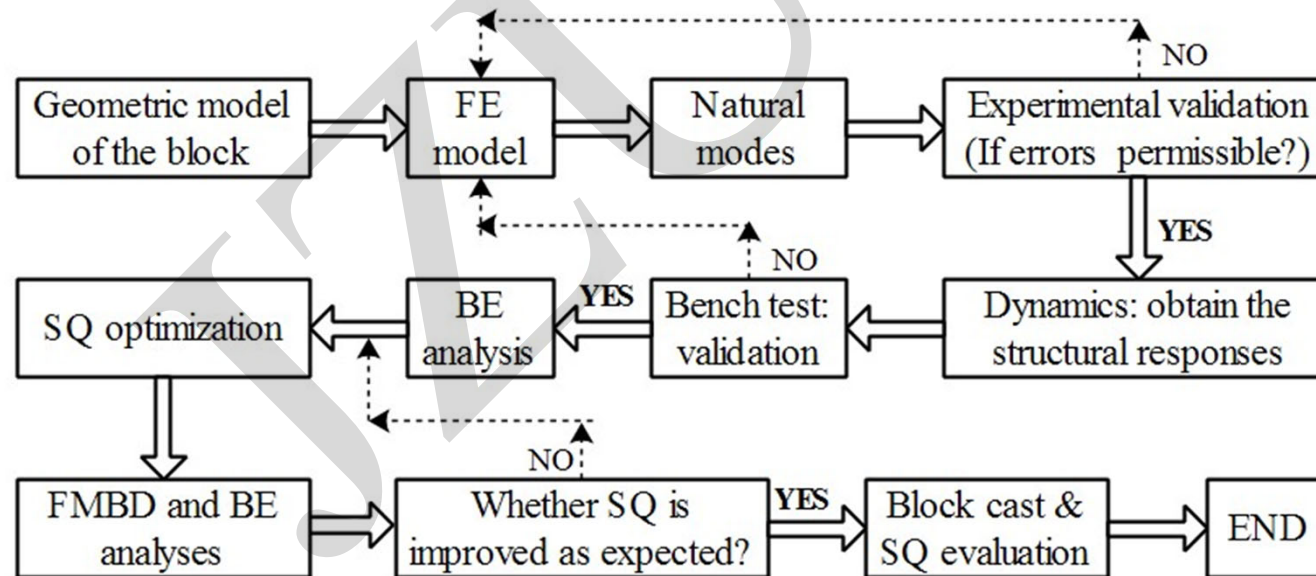 NO
Geometric model
of the block
FE
model
Natural
modes
Experimental validation
(If errors permissible?)
YES
NO
SQ optimization
BE
analysis
YES
Bench test:
validation
Dynamics: obtain the
structural responses
NO
FMBD and BE
analyses
Whether SQ is
improved as expected?
YES
Block cast &
SQ evaluation
END
JZU